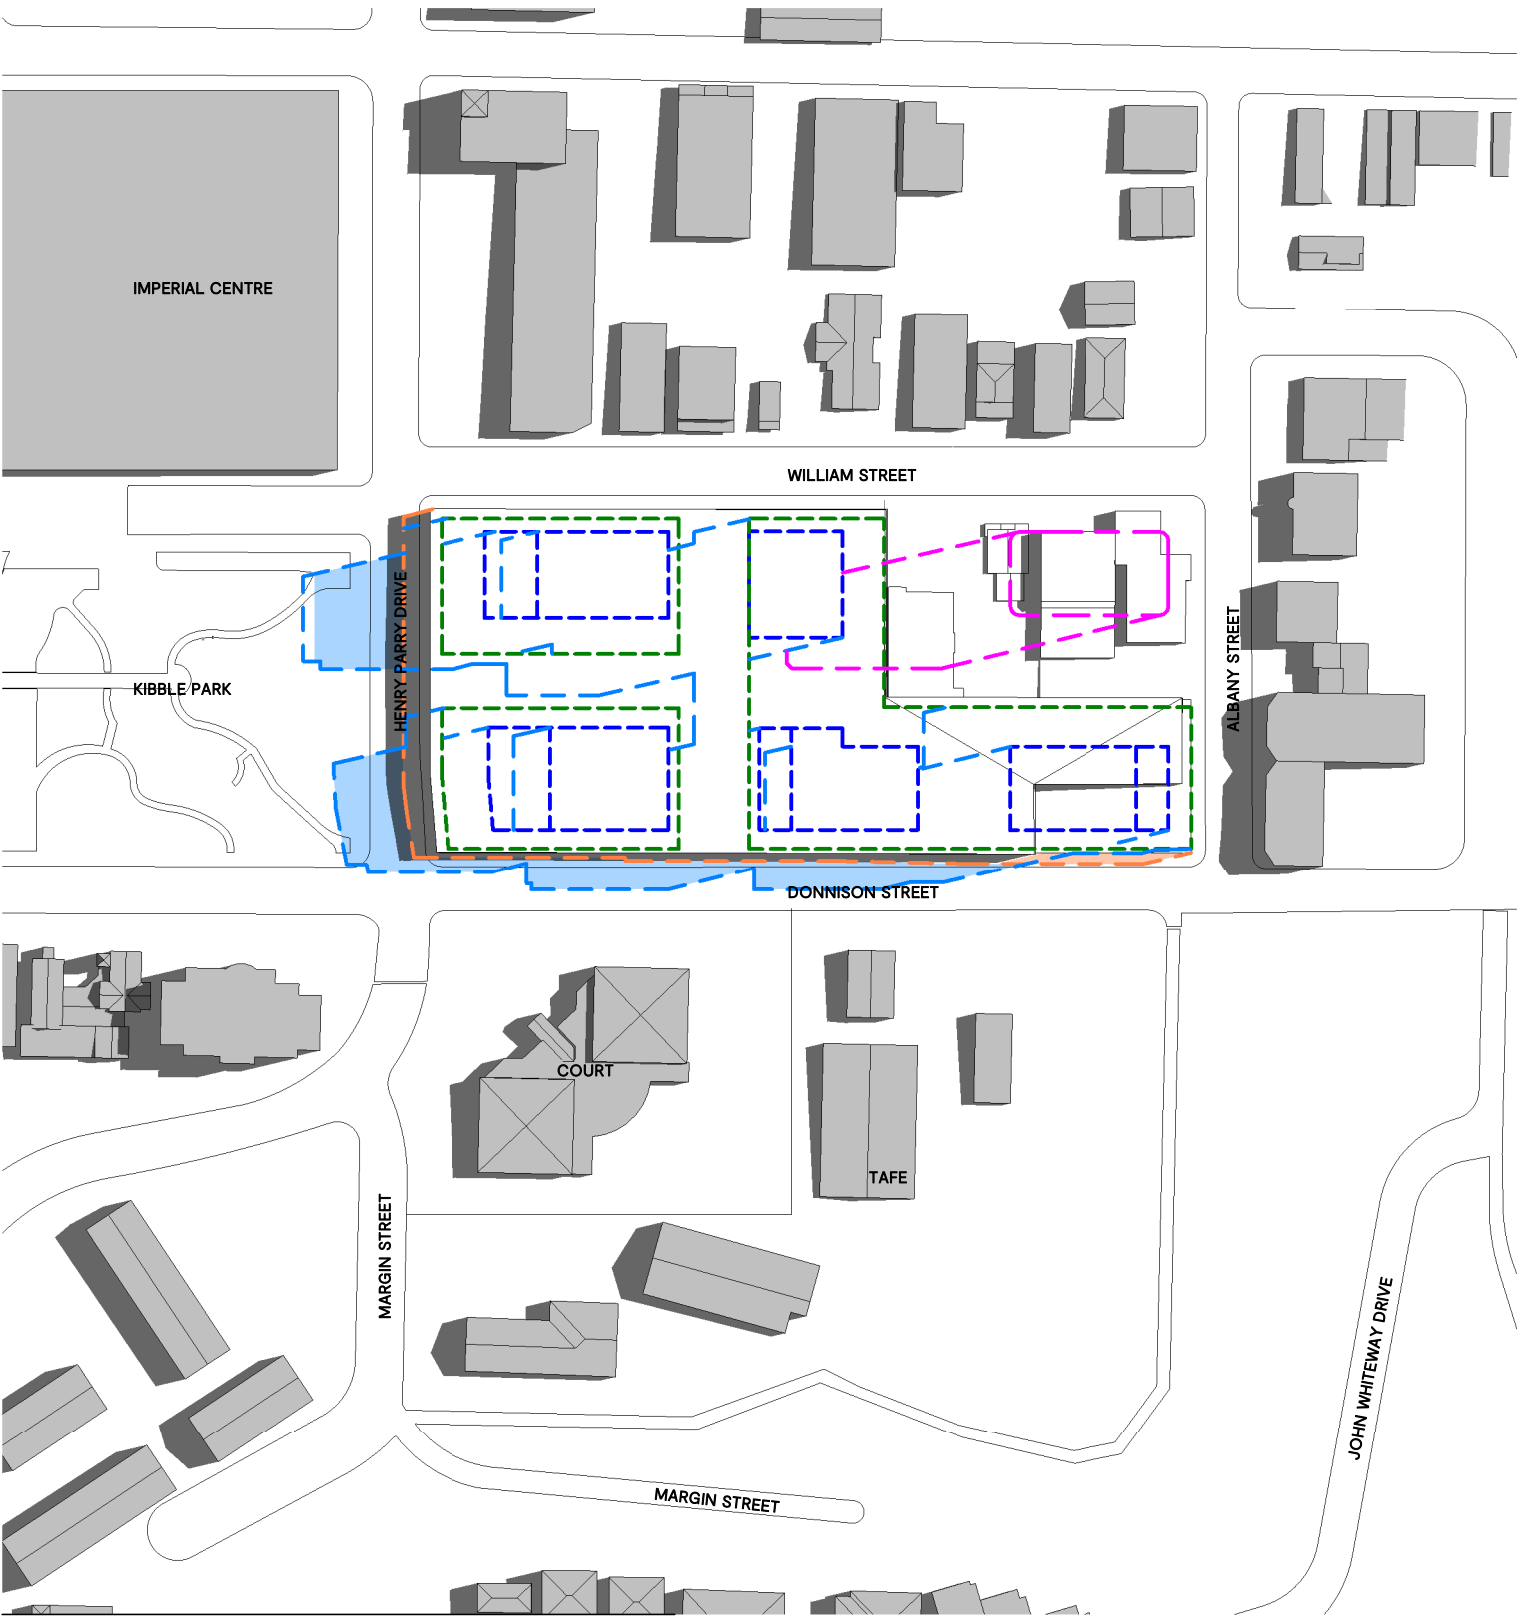 IMPERIAL CENTRE
WILLIAM STREET
HENRY PARRY DRIVE
KIBBLE PARK
ALBANY STREET
DONNISON STREET
COURT
TAFE
MARGIN STREET
JOHN WHITEWAY DRIVE
MARGIN STREET